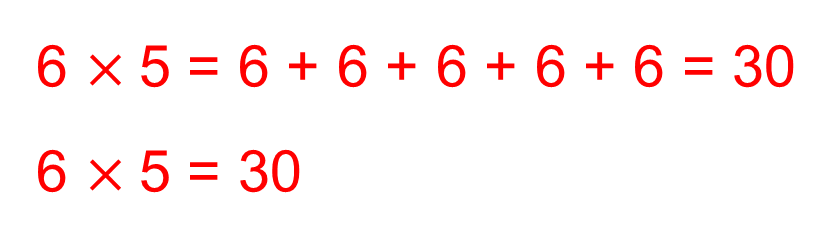 6 × 5 = 6 + 6 + 6 + 6 + 6 = 30
6 × 5 = 30